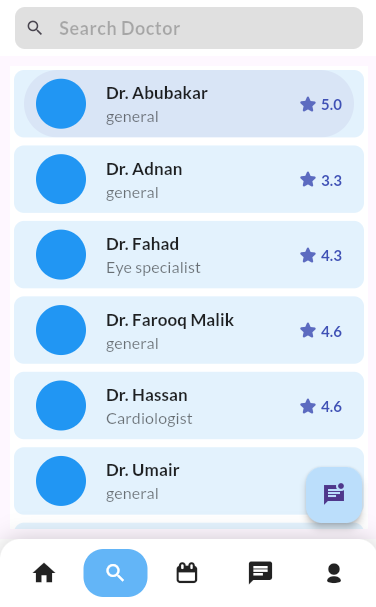 Search Doctor
Dr. Abubakar
general
5.0
Dr. Adnan
general
3.3
Dr. Fahad
Eye specialist
4.3
Dr. Farooq Malik
general
4.6
Dr. Hassan
Cardiologist
4.6
Dr. Umair
general